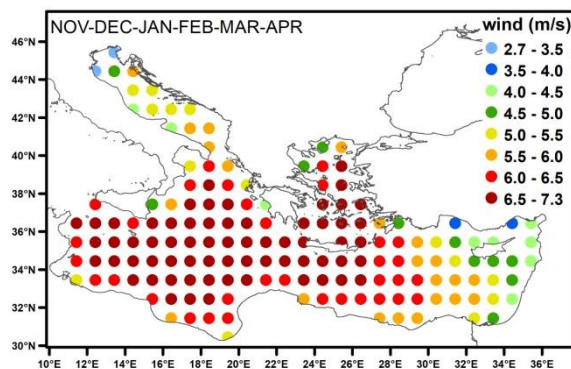 NOV-DEC-JAN-FEB-MAR-APR
wind (m/s)
2.7 - 3.5
3.5 - 4.0
4.0 - 4.5
4.5 - 5.0
5.0 - 5.5
5.5 - 6.0
6.0 - 6.5
6.5 - 7.3
46°N
44°N
42°N
40°N
38°N
36°N
34°N
32°N
30°N
10°E 12°E 14°E 16°E 18°E 20°E 22°E 24°E 26°E 28°E 30°E 32°E 34°E 36°E